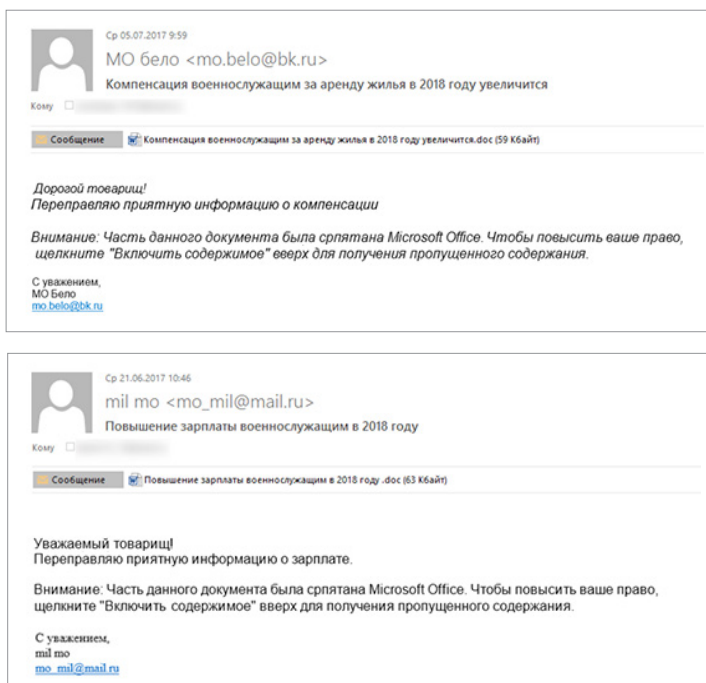 Ср 05.07.2017 9:59
МО бело <mo.belo@bk.ru>
Компенсация военнослужащим за аренду жилья в 2018 году увеличится
Кому
Сообщение Компенсация военнослужащим за аренду жилья в 2018 году увеличится.doc (59 Кбайт)
Дорогой товарищ!
Переправляю приятную информацию о компенсации
Внимание: Часть данного документа была српятана Microsoft Office. Чтобы повысить ваше право,
щелкните "Включить содержимое" вверх для получения пропущенного содержания.
С уважением,
МО Бело
mo.belo@bk.ru
Ср 21.06.2017 10:46
mil mo <mo_mil@mail.ru>
Повышение зарплаты военнослужащим в 2018 году
Кому
Сообщение Повышение зарплаты военнослужащим в 2018 году .doc (63 Кбайт)
Уважаемый товарищ!
Переправляю приятную информацию о зарплате.
Внимание: Часть данного документа была српятана Microsoft Office. Чтобы повысить ваше право,
щелкните "Включить содержимое" вверх для получения пропущенного содержания.
С уважением,
mil mo
mo_mil@mail.ru